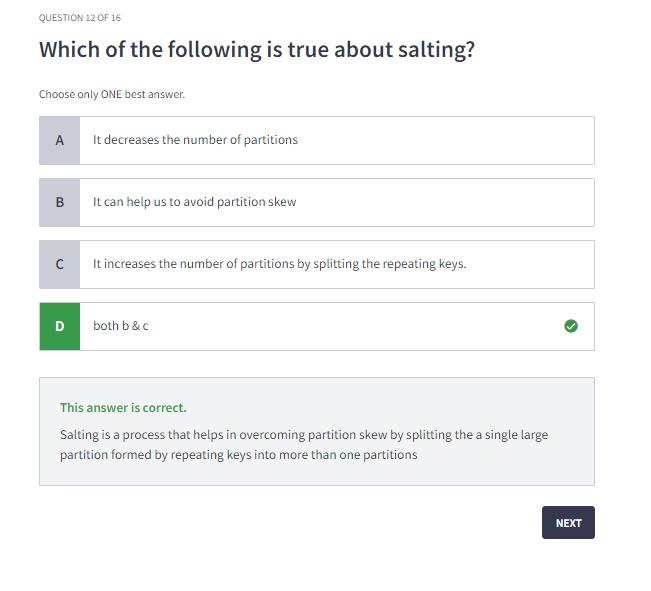 QUESTION 12 OF 16
Which of the following is true about salting?
Choose only ONE best answer.
A It decreases the number of partitions
B It can help us to avoid partition skew
C It increases the number of partitions by splitting the repeating keys.
D both b & c
This answer is correct.
Salting is a process that helps in overcoming partition skew by splitting the a single large
partition formed by repeating keys into more than one partitions
NEXT